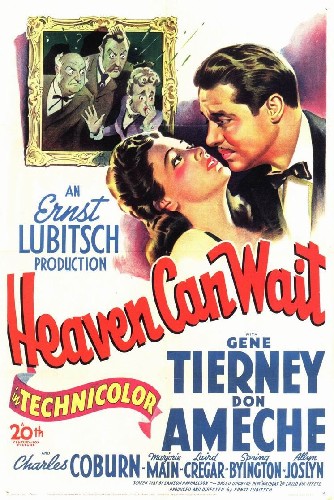 AN
Ernst
LUBITSCH
PRODUCTION
Heaven Can Wait
WITH
GENE
TIERNEY
DON
AMECHE
in TECHNICOLOR
20th
AND
Charles
COBURN
Marjorie
MAIN
Laird
CREGAR
Spring
BYINGTON
Allyn
JOSLYN